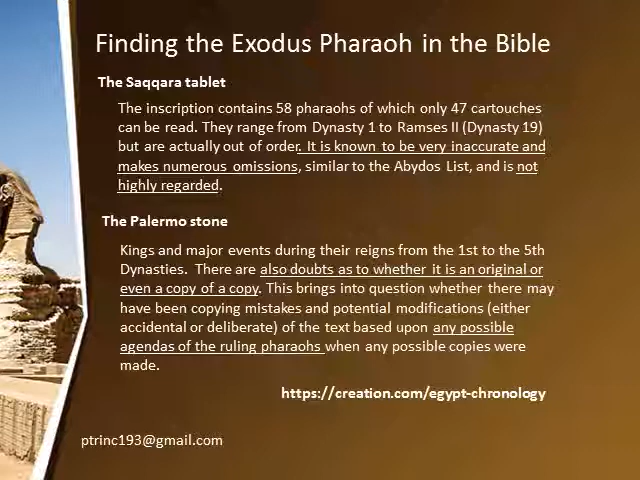 Finding the Exodus Pharaoh in the Bible
The Saqqara tablet
The inscription contains 58 pharaohs of which only 47 cartouches
can be read. They range from Dynasty 1 to Ramses II (Dynasty 19)
but are actually out of order. It is known to be very inaccurate and
makes numerous omissions, similar to the Abydos List, and is not
highly regarded.
The Palermo stone
Kings and major events during their reigns from the 1st to the 5th
Dynasties. There are also doubts as to whether it is an original or
even a copy of a copy. This brings into question whether there may
have been copying mistakes and potential modifications (either
accidental or deliberate) of the text based upon any possible
agendas of the ruling pharaohs when any possible copies were
made.
https://creation.com/egypt-chronology
ptrinc193@gmail.com